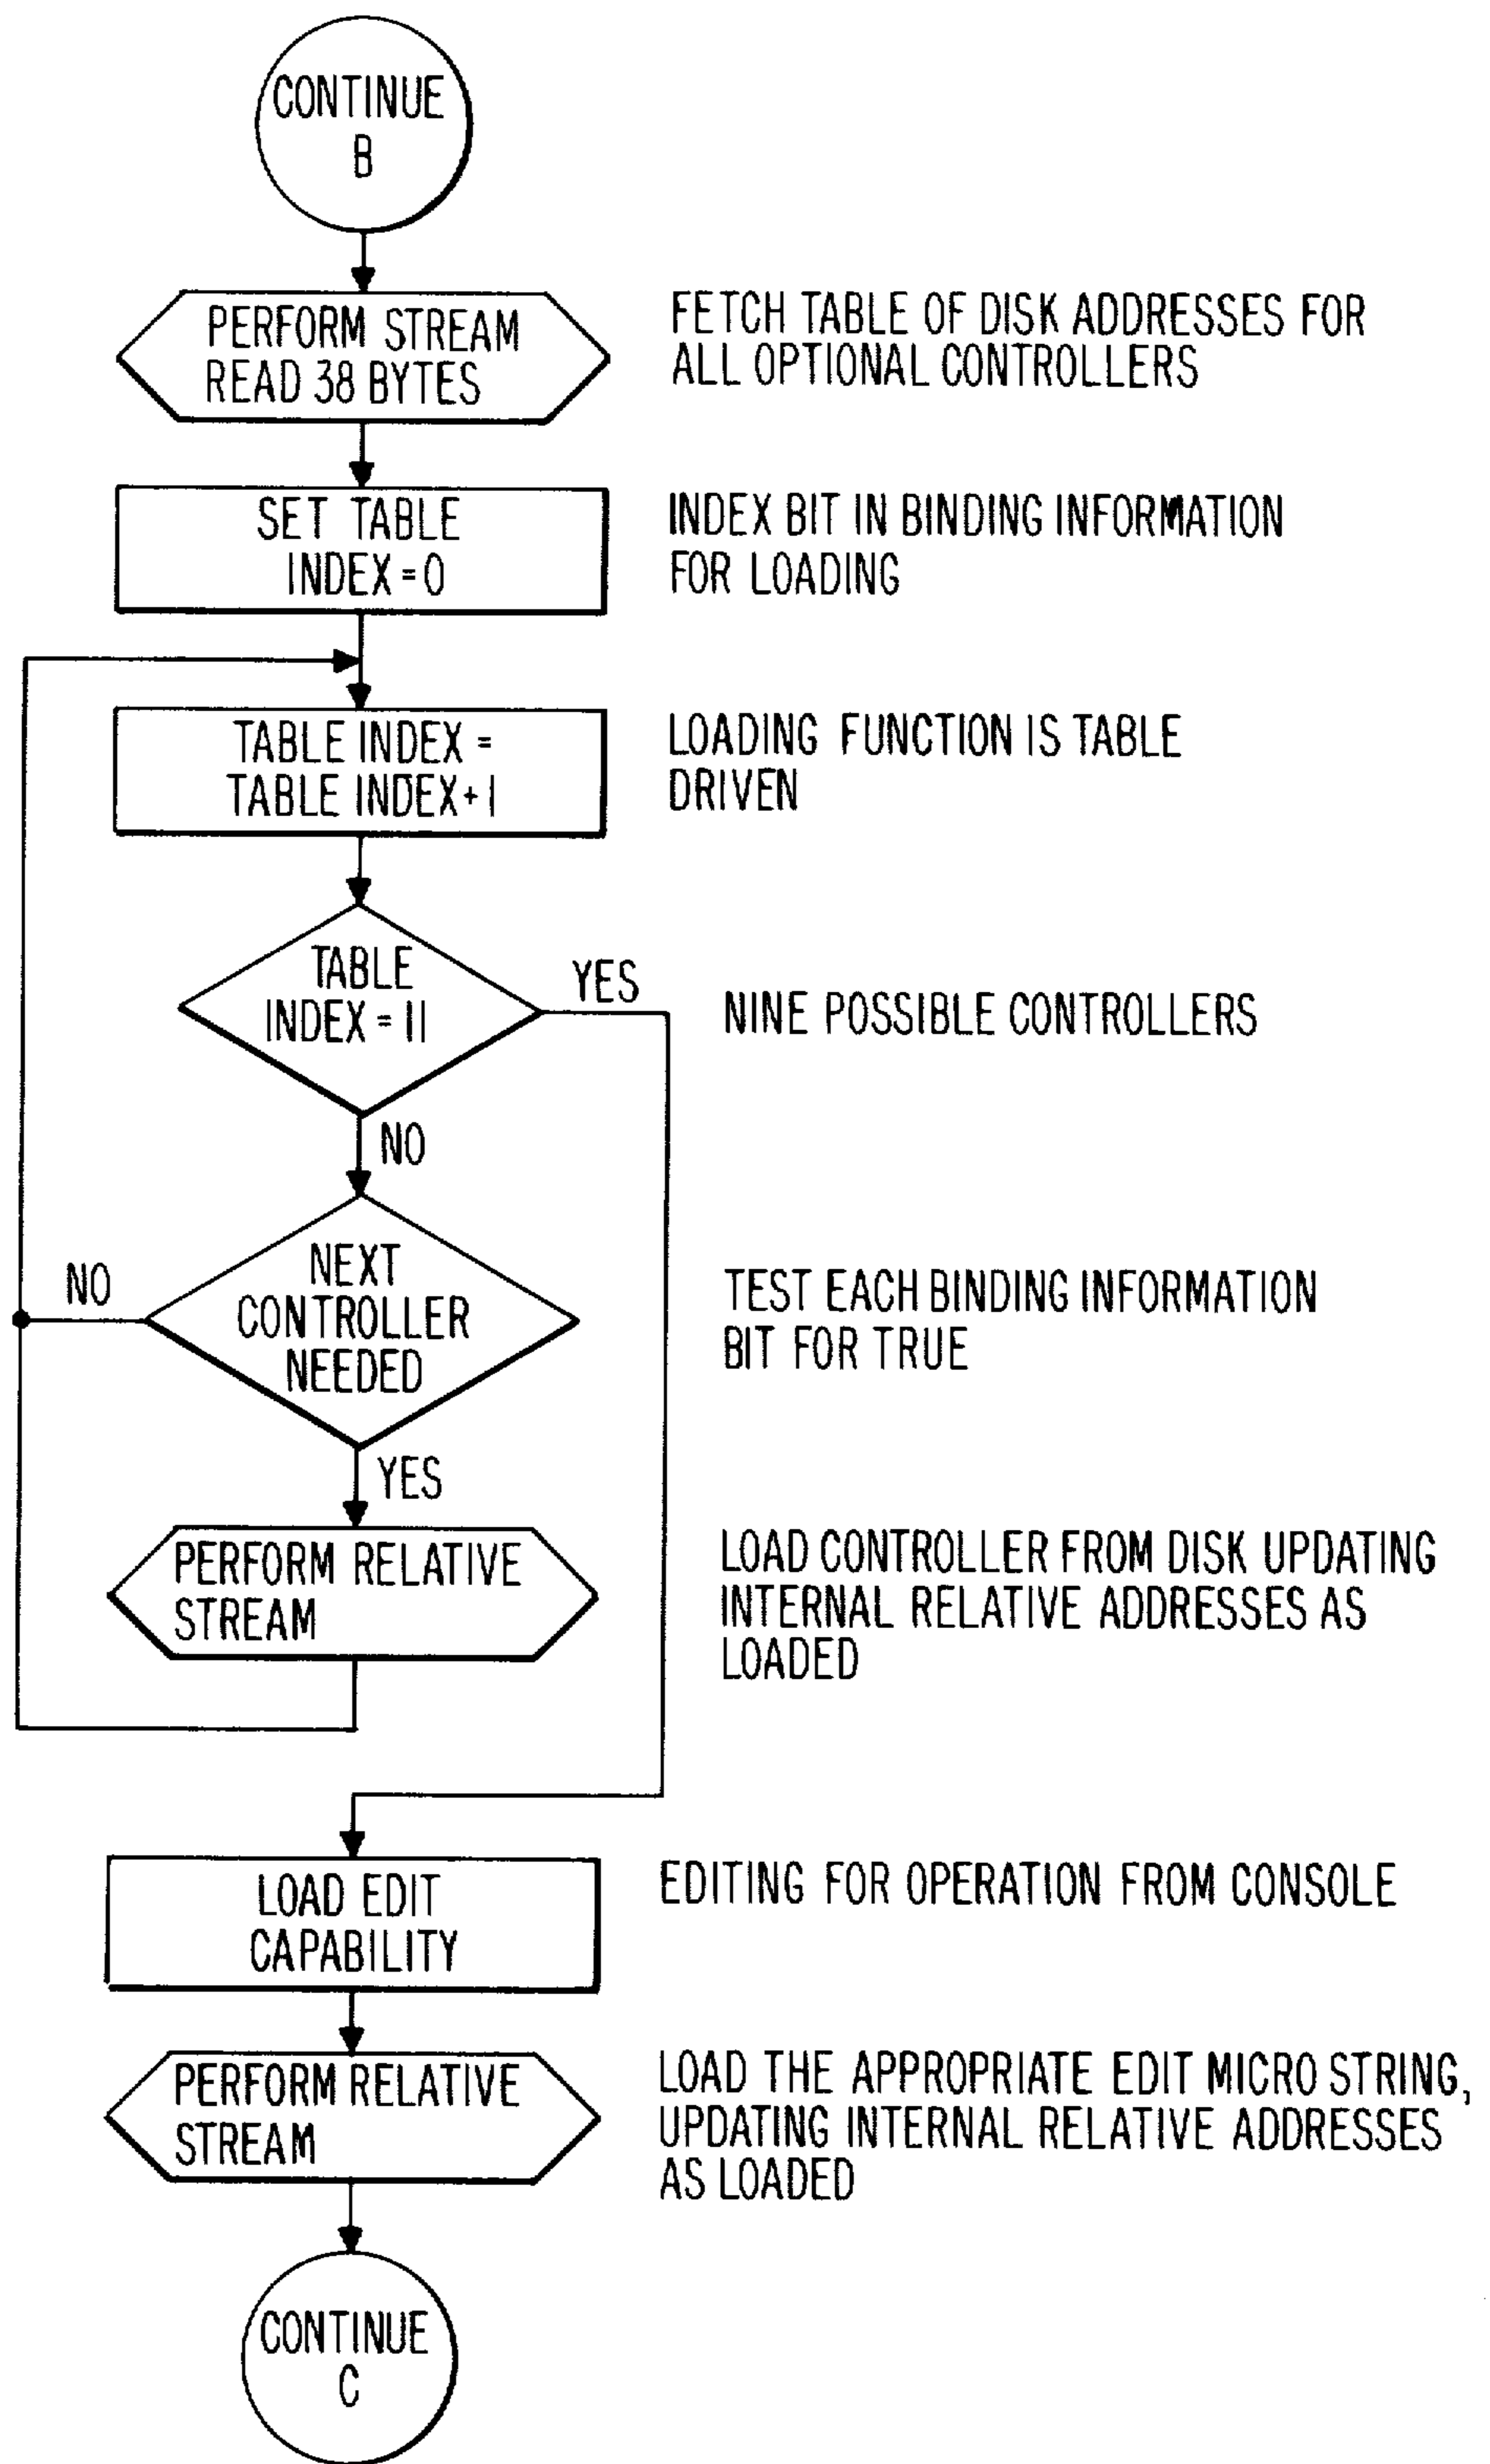 CONTINUE
B
PERFORM STREAM
READ 38 BYTES
FETCH TABLE OF DISK ADDRESSES FOR
ALL OPTIONAL CONTROLLERS
SET TABLE
INDEX = 0
INDEX BIT IN BINDING INFORMATION
FOR LOADING
TABLE INDEX =
TABLE INDEX + 1
LOADING FUNCTION IS TABLE
DRIVEN
TABLE
INDEX = 11
YES
NINE POSSIBLE CONTROLLERS
NO
NEXT
CONTROLLER
NEEDED
NO
TEST EACH BINDING INFORMATION
BIT FOR TRUE
YES
PERFORM RELATIVE
STREAM
LOAD CONTROLLER FROM DISK UPDATING
INTERNAL RELATIVE ADDRESSES AS
LOADED
LOAD EDIT
CAPABILITY
EDITING FOR OPERATION FROM CONSOLE
PERFORM RELATIVE
STREAM
LOAD THE APPROPRIATE EDIT MICRO STRING,
UPDATING INTERNAL RELATIVE ADDRESSES
AS LOADED
CONTINUE
C